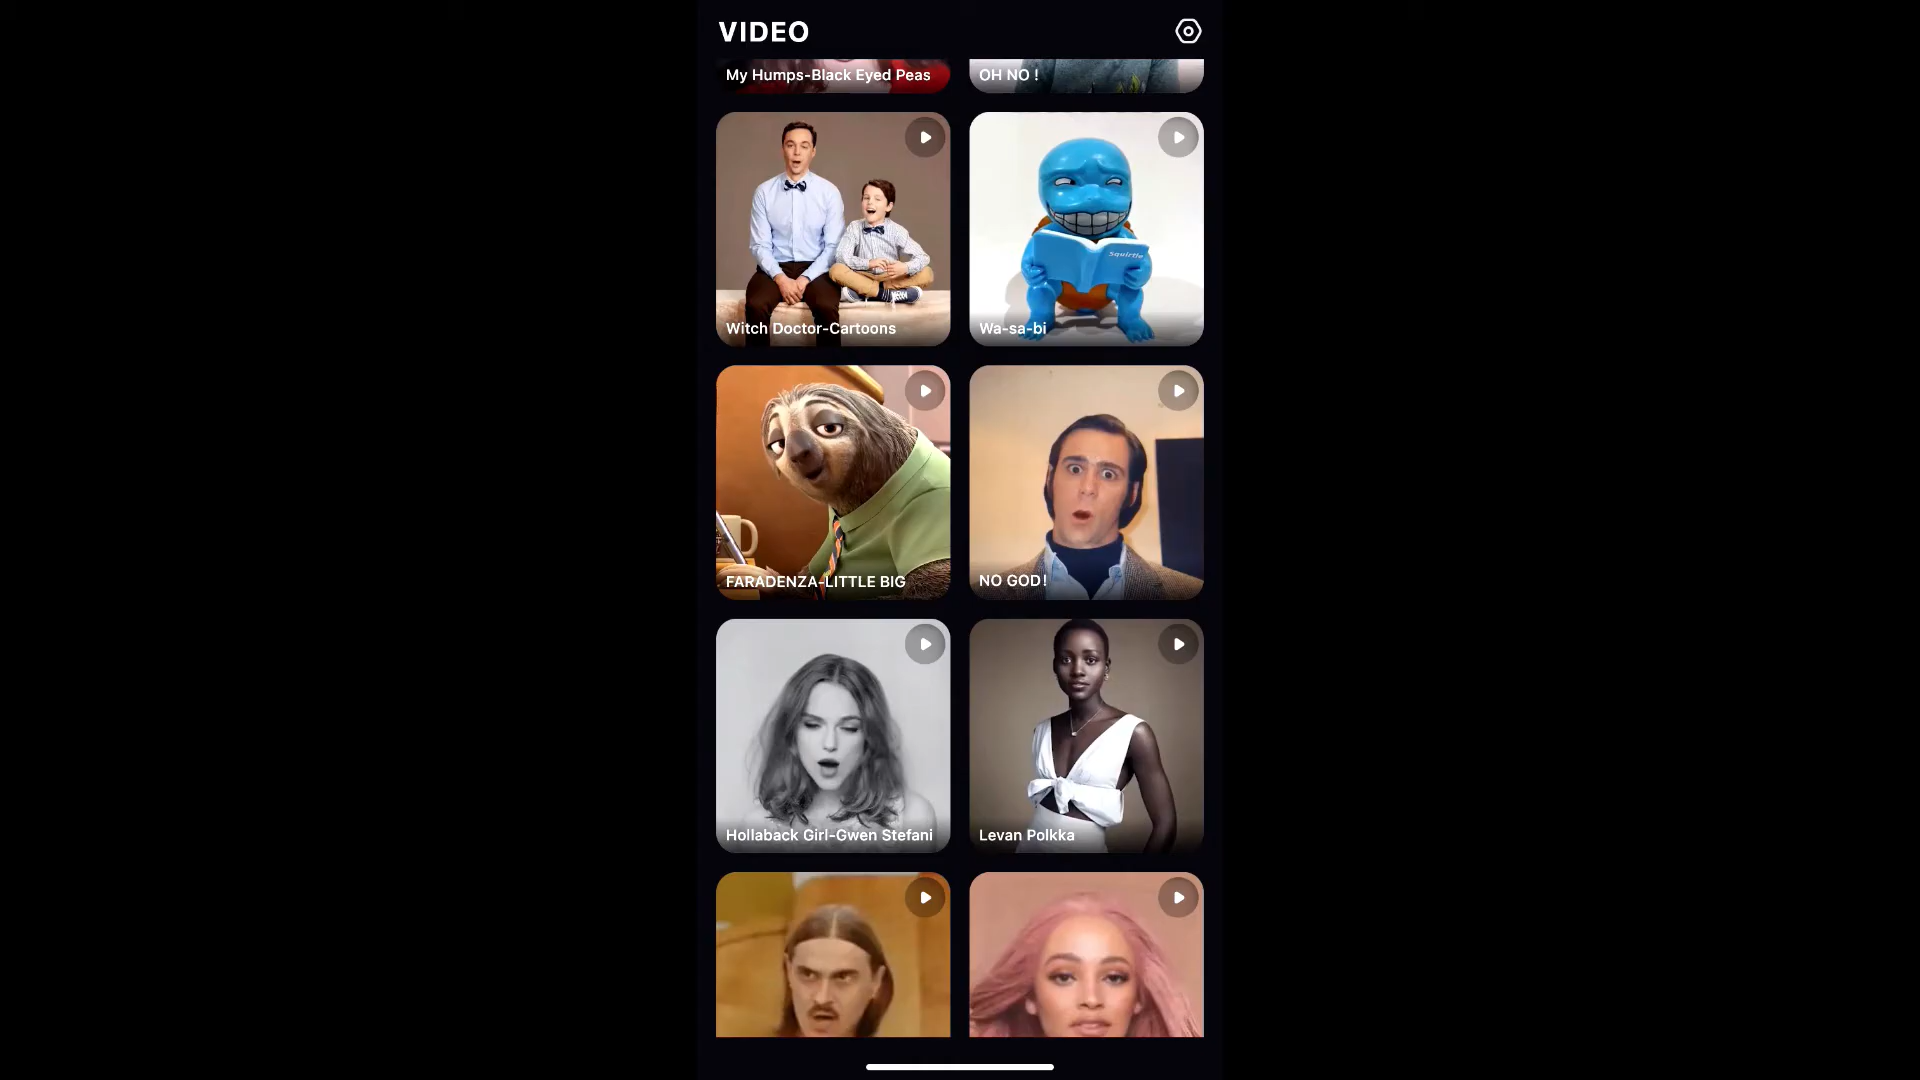 VIDEO
My Humps-Black Eyed Peas
OH NO !
Squirtle
Witch Doctor-Cartoons
Wa-sa-bi
FARADENZA-LITTLE BIG
NO GOD!
Hollaback Girl-Gwen Stefani
Levan Polkka